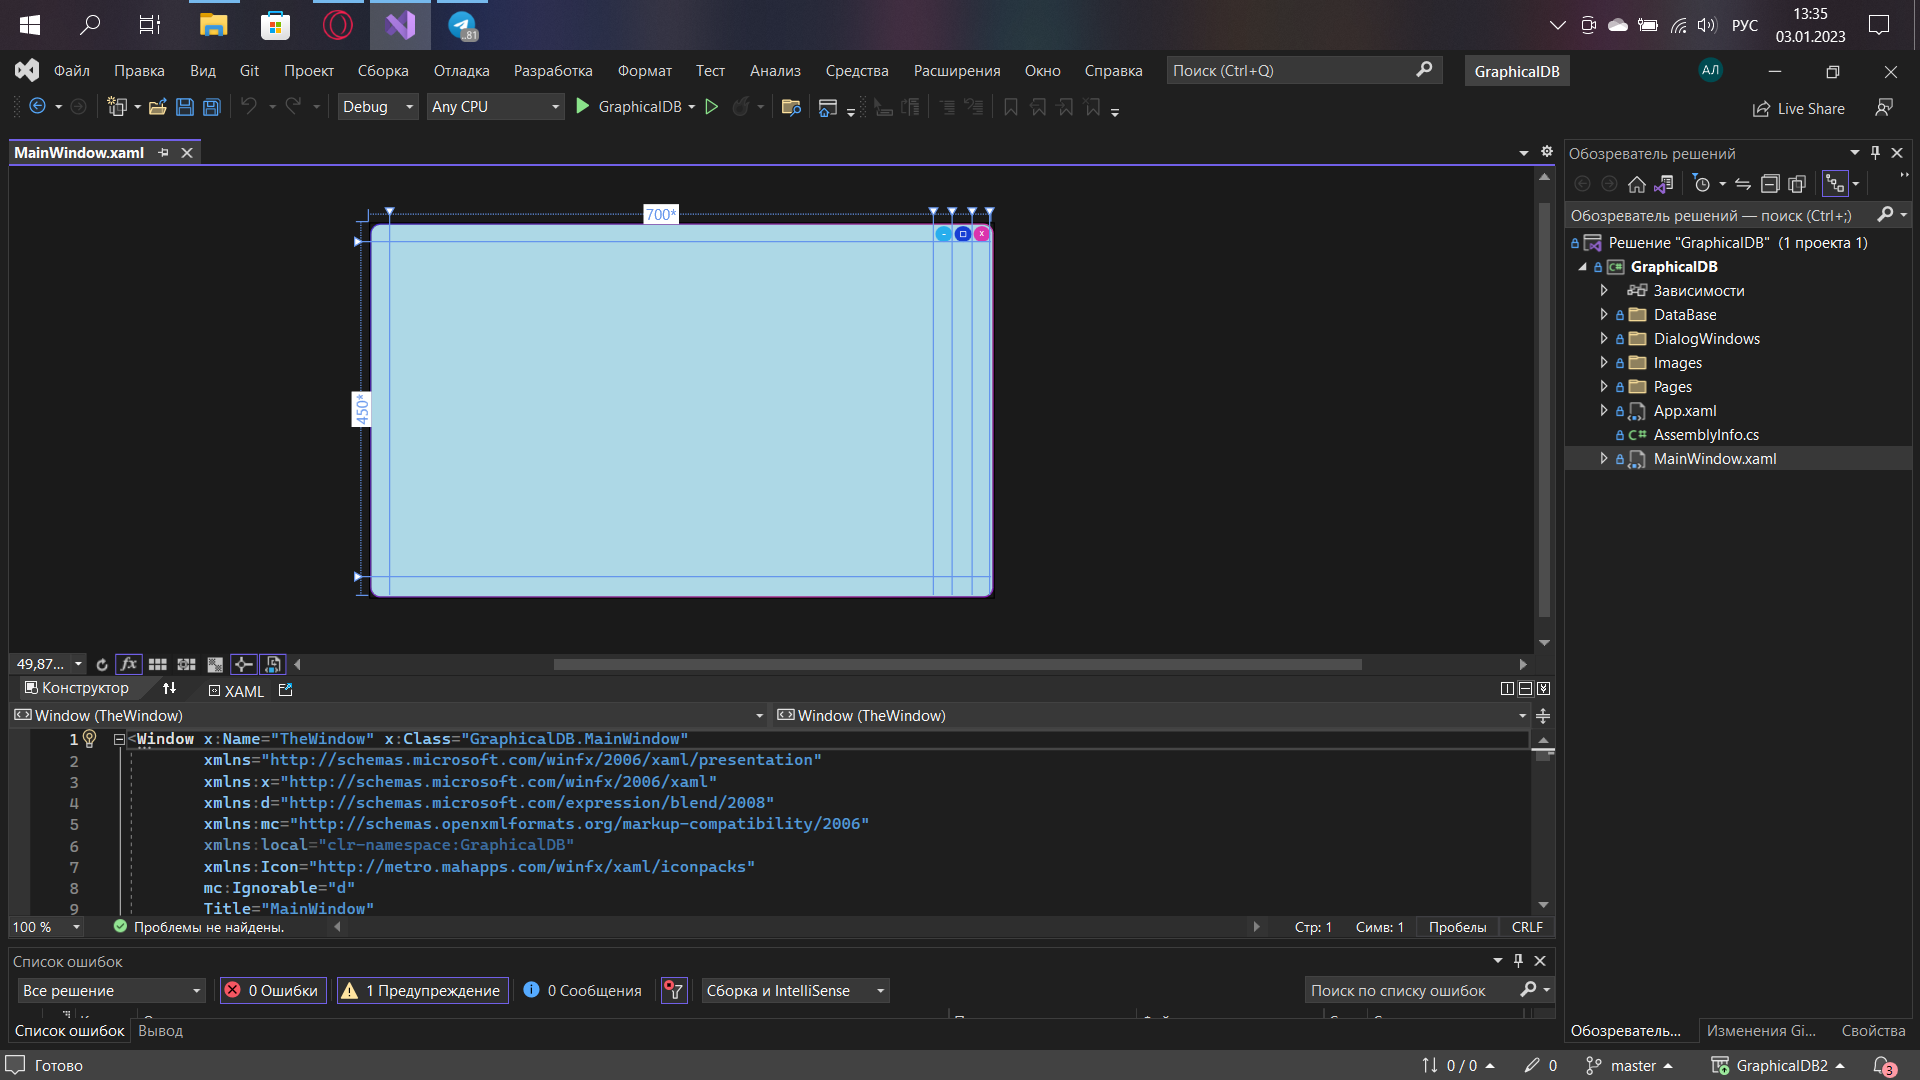 81
РУС
13:35
03.01.2023
Файл Правка Вид Git Проект Сборка Отладка Разработка Формат Тест Анализ Средства Расширения Окно Справка Поиск (Ctrl+Q) GraphicalDB АЛ
Debug Any CPU GraphicalDB Live Share
MainWindow.xaml
700*
450*
49,87...
Конструктор XAML
Window (TheWindow) Window (TheWindow)
1 <Window x:Name="TheWindow" x:Class="GraphicalDB.MainWindow"
2 xmlns="http://schemas.microsoft.com/winfx/2006/xaml/presentation"
3 xmlns:x="http://schemas.microsoft.com/winfx/2006/xaml"
4 xmlns:d="http://schemas.microsoft.com/expression/blend/2008"
5 xmlns:mc="http://schemas.openxmlformats.org/markup-compatibility/2006"
6 xmlns:local="clr-namespace:GraphicalDB"
7 xmlns:Icon="http://metro.mahapps.com/winfx/xaml/iconpacks"
8 mc:Ignorable="d"
9 Title="MainWindow"
100 % Проблемы не найдены. Стр: 1 Симв: 1 Пробелы CRLF
Список ошибок
Все решение 0 Ошибки 1 Предупреждение 0 Сообщения Сборка и IntelliSense Поиск по списку ошибок
Список ошибок Вывод
Обозреватель решений
Обозреватель решений — поиск (Ctrl+;)
Решение "GraphicalDB" (1 проекта 1)
GraphicalDB
Зависимости
DataBase
DialogWindows
Images
Pages
App.xaml
C# AssemblyInfo.cs
MainWindow.xaml
Обозреватель... Изменения Gi... Свойства
Готово 0 / 0 0 master GraphicalDB2 3